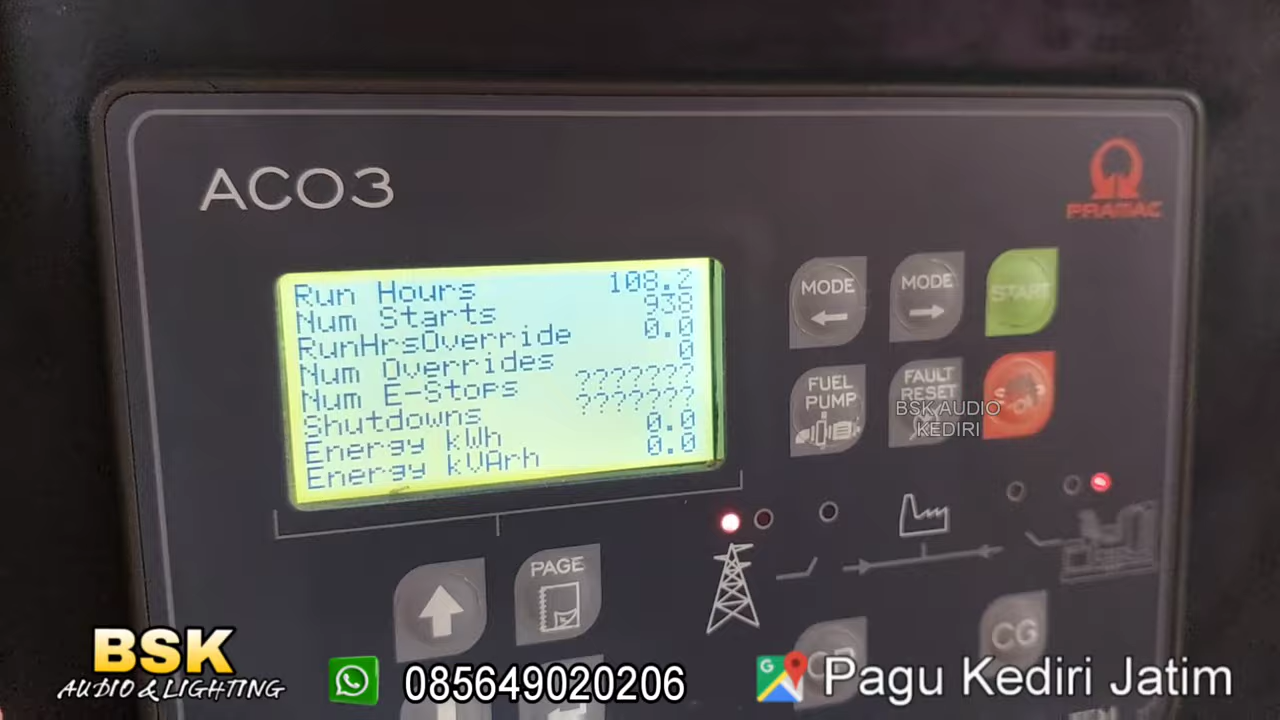 ACO3
PRAMAC
Run Hours 108.2
Num Starts 938
RunHrsOverride 0.0
Num Overrides 0
Num E-Stops ???????
Shutdowns ???????
Energy kWh 0.0
Energy kVArh 0.0
MODE
MODE
START
FUEL
PUMP
FAULT
RESET
BSK AUDIO
KEDIRI
PAGE
CG
BSK
AUDIO & LIGHTING
085649020206
Pagu Kediri Jatim